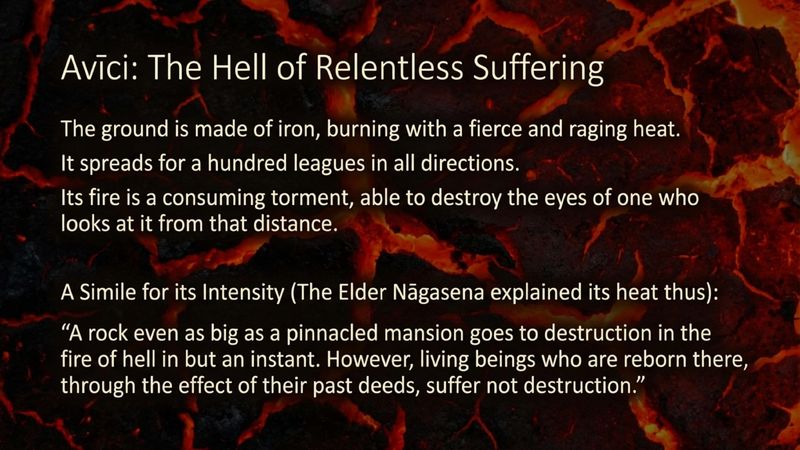 Avīci: The Hell of Relentless Suffering
The ground is made of iron, burning with a fierce and raging heat.
It spreads for a hundred leagues in all directions.
Its fire is a consuming torment, able to destroy the eyes of one who
looks at it from that distance.
A Simile for its Intensity (The Elder Nāgasena explained its heat thus):
“A rock even as big as a pinnacled mansion goes to destruction in the
fire of hell in but an instant. However, living beings who are reborn there,
through the effect of their past deeds, suffer not destruction.”